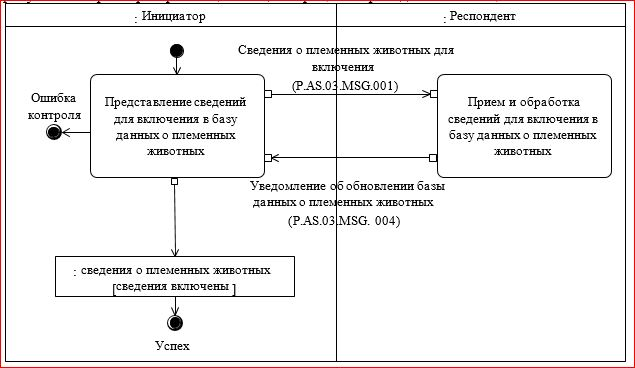 : Инициатор
: Респондент
Сведения о племенных животных для
включения
(P.AS.03.MSG.001)
Ошибка
контроля
Представление сведений
для включения в базу
данных о племенных
животных
Прием и обработка
сведений для включения в
базу данных о племенных
животных
Уведомление об обновлении базы
данных о племенных животных
(P.AS.03.MSG. 004)
: сведения о племенных животных
[сведения включены ]
Успех